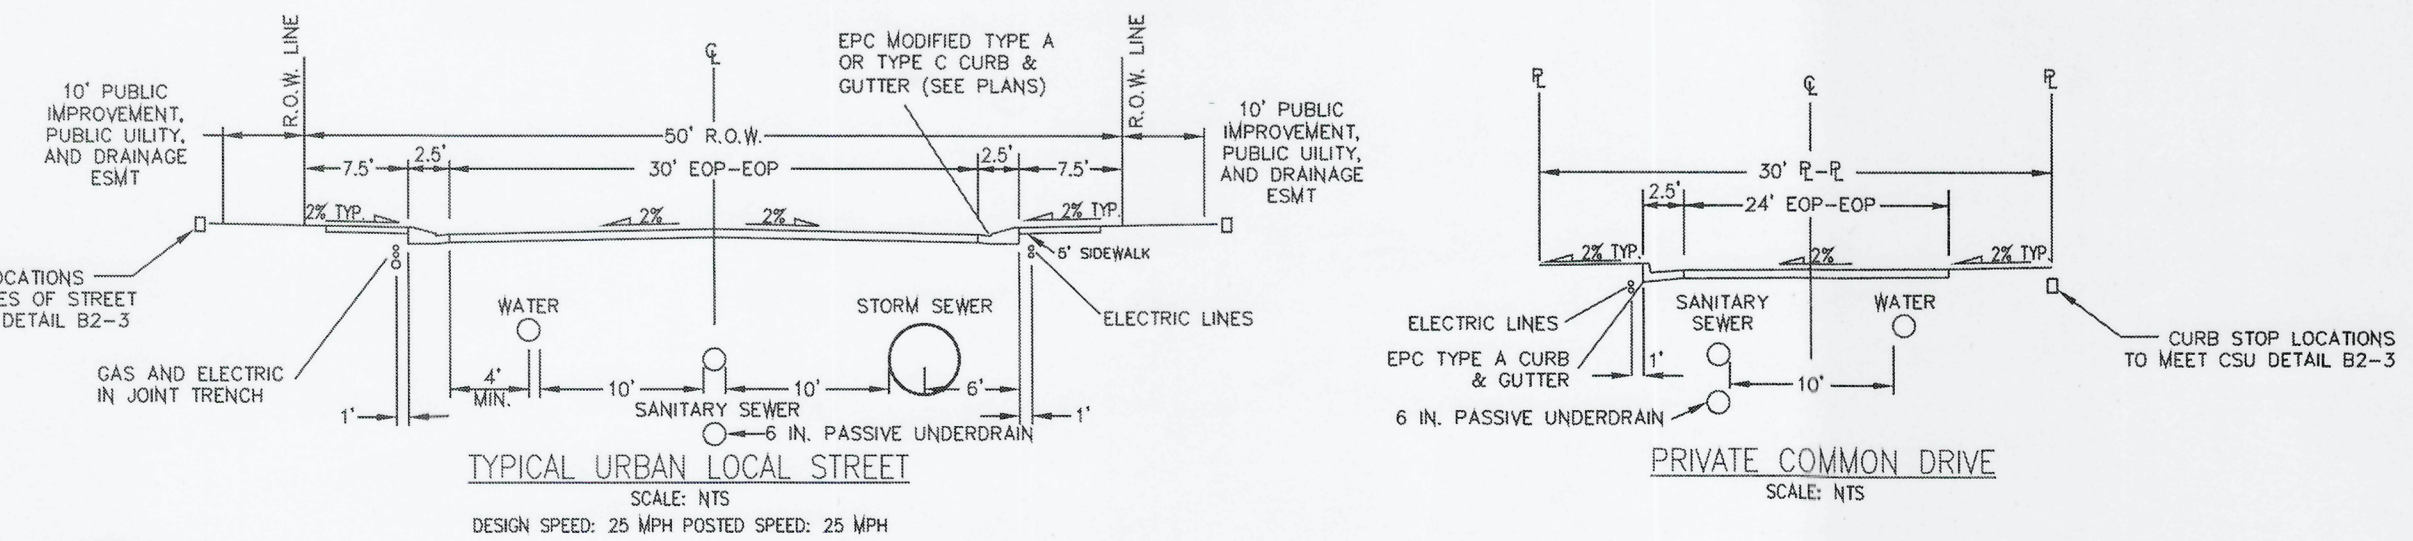 10' PUBLIC
IMPROVEMENT,
PUBLIC UILITY,
AND DRAINAGE
ESMT
R.O.W. LINE
℄
EPC MODIFIED TYPE A
OR TYPE C CURB &
GUTTER (SEE PLANS)
R.O.W. LINE
10' PUBLIC
IMPROVEMENT,
PUBLIC UILITY,
AND DRAINAGE
ESMT
50' R.O.W.
7.5'
2.5'
30' EOP-EOP
2.5'
7.5'
2% TYP.
2%
2%
2% TYP.
5' SIDEWALK
OCATIONS
ES OF STREET
DETAIL B2-3
WATER
STORM SEWER
ELECTRIC LINES
GAS AND ELECTRIC
IN JOINT TRENCH
4'
MIN.
10'
10'
6'
SANITARY SEWER
1'
1'
6 IN. PASSIVE UNDERDRAIN
TYPICAL URBAN LOCAL STREET
SCALE: NTS
DESIGN SPEED: 25 MPH POSTED SPEED: 25 MPH
PL
℄
PL
30' PL-PL
2.5'
24' EOP-EOP
2% TYP.
2%
2% TYP.
SANITARY
SEWER
WATER
ELECTRIC LINES
EPC TYPE A CURB
& GUTTER
1'
10'
CURB STOP LOCATIONS
TO MEET CSU DETAIL B2-3
6 IN. PASSIVE UNDERDRAIN
PRIVATE COMMON DRIVE
SCALE: NTS